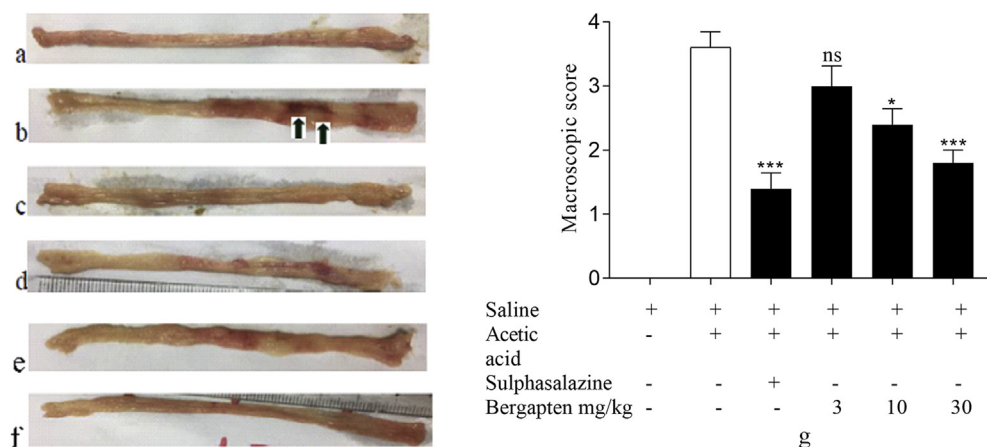 a
b
c
d
e
f
Macroscopic score
4
3
2
1
0
***
ns
*
***
Saline + + + + + +
Acetic acid - + + + + +
Sulphasalazine - - + - - -
Bergapten mg/kg - - - 3 10 30
g